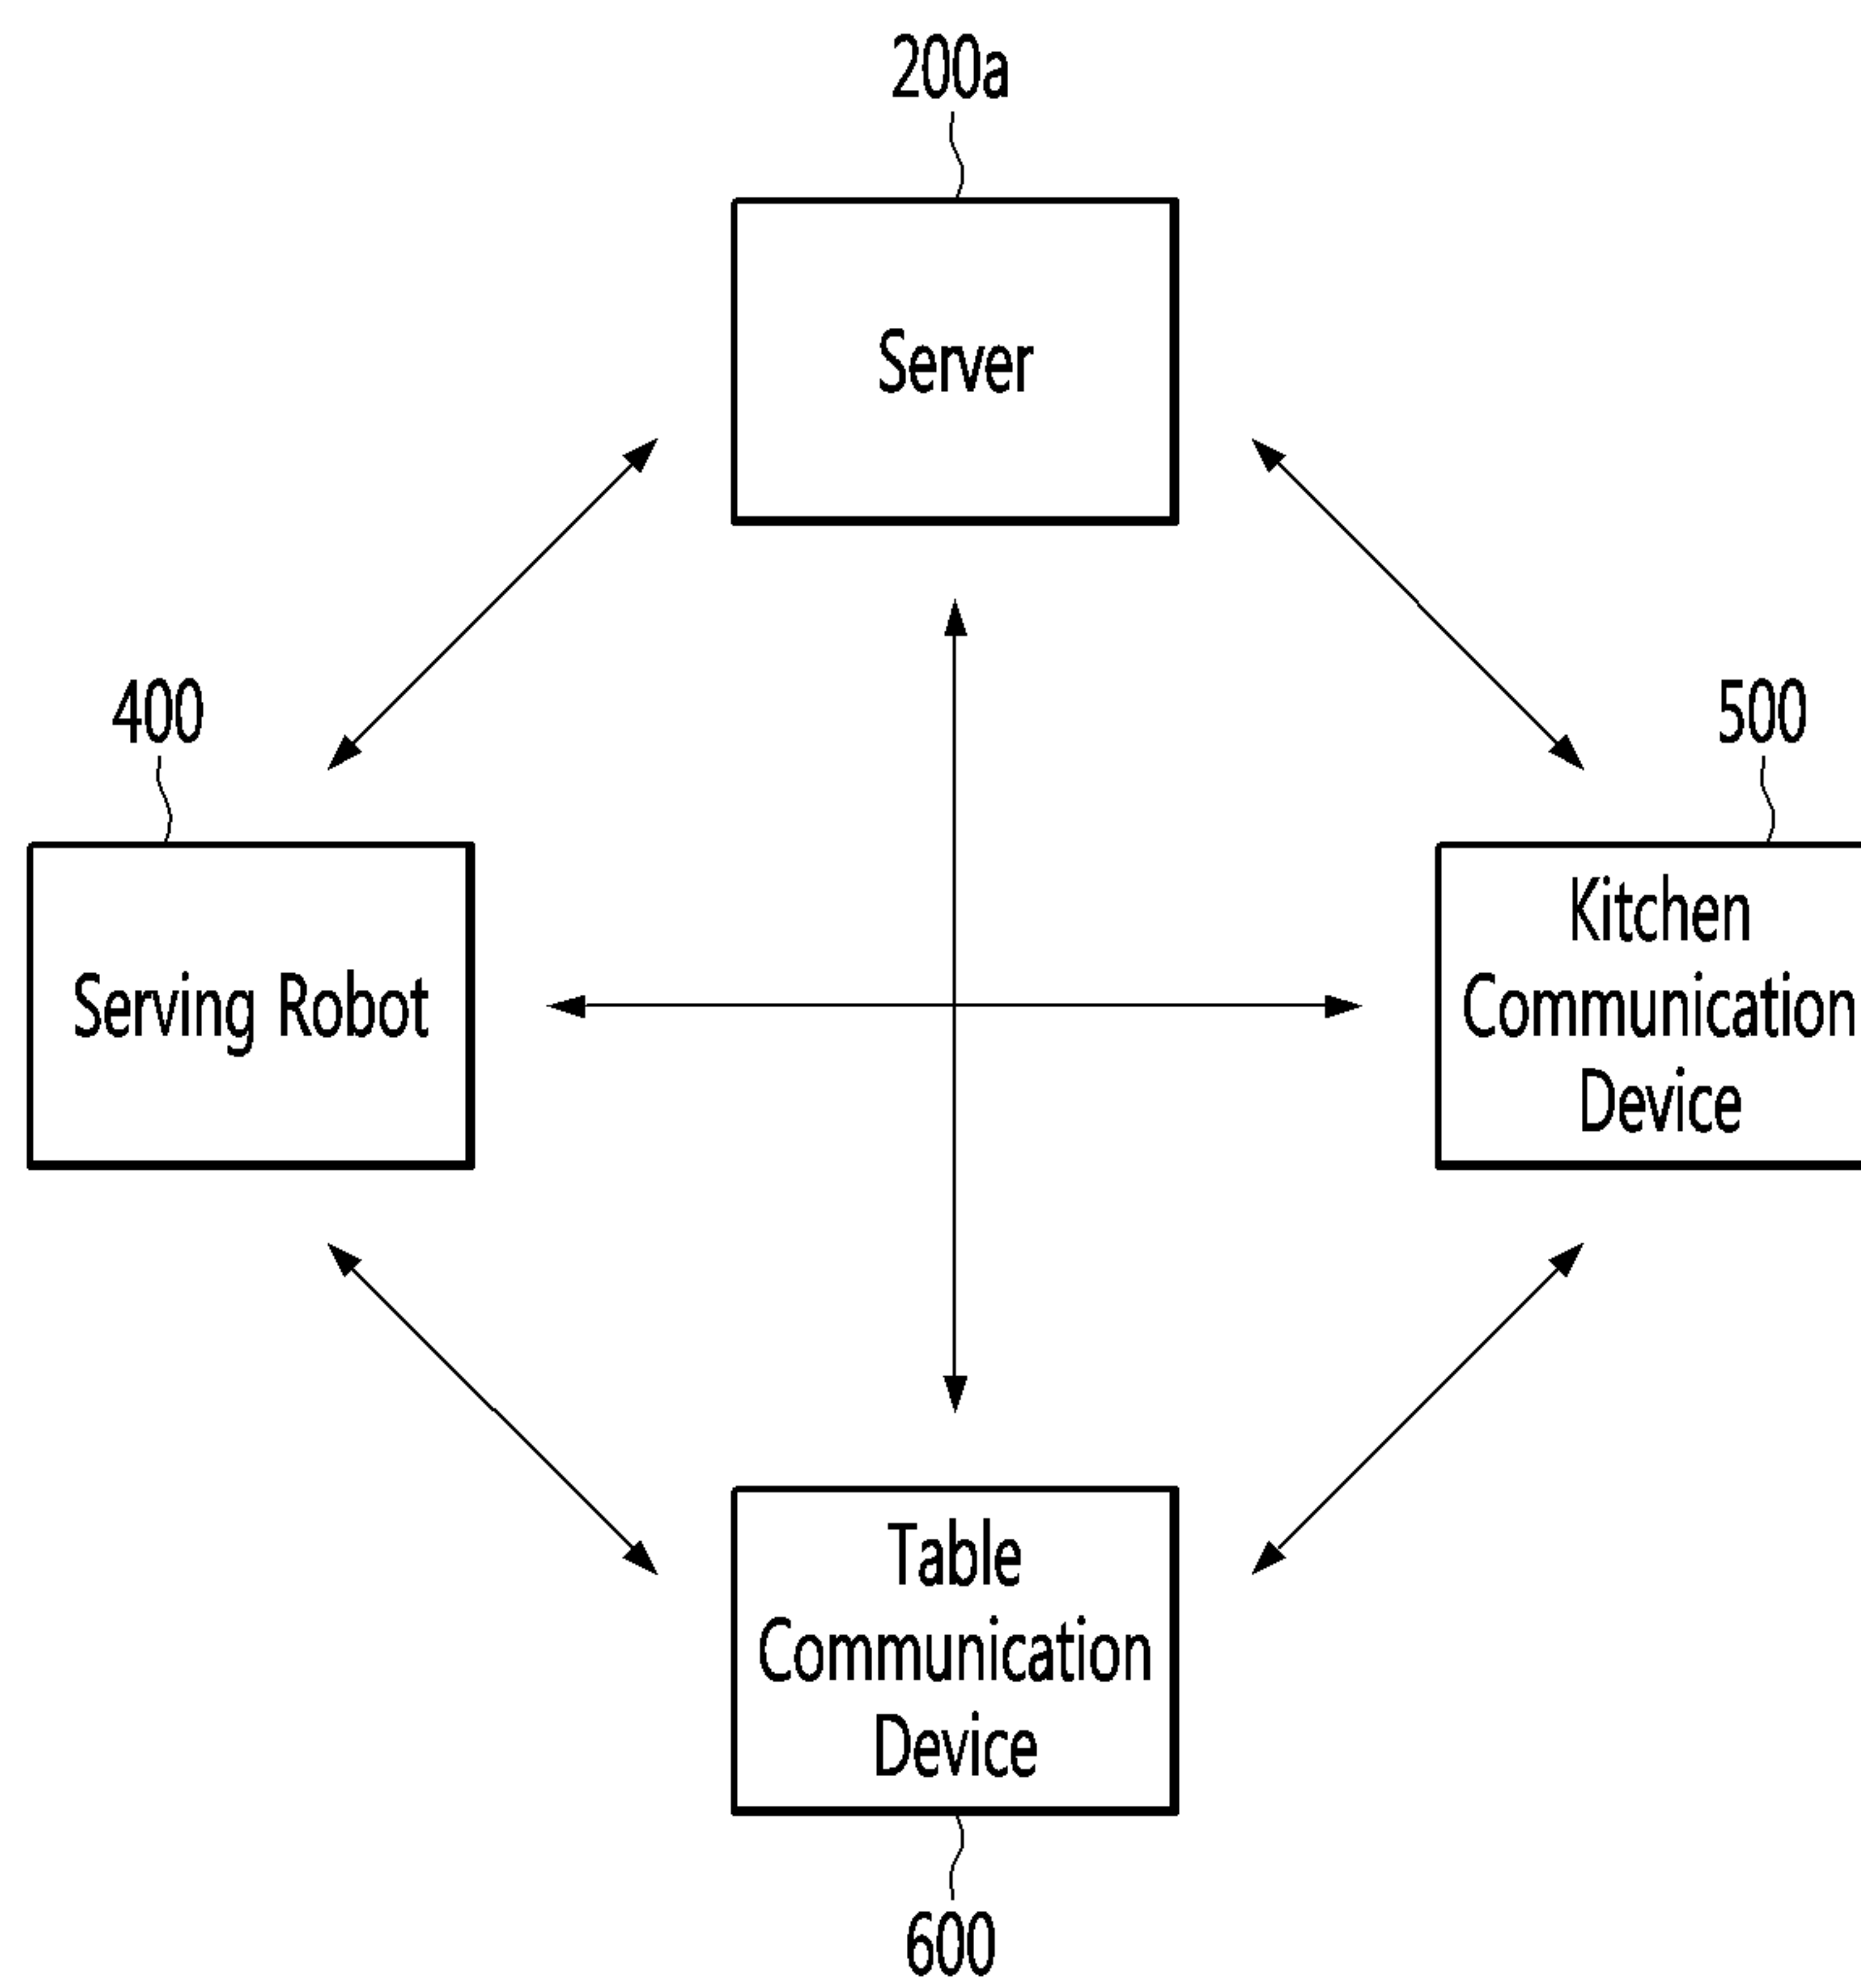 200a
Server
400
500
Serving Robot
Kitchen
Communication
Device
Table
Communication
Device
600